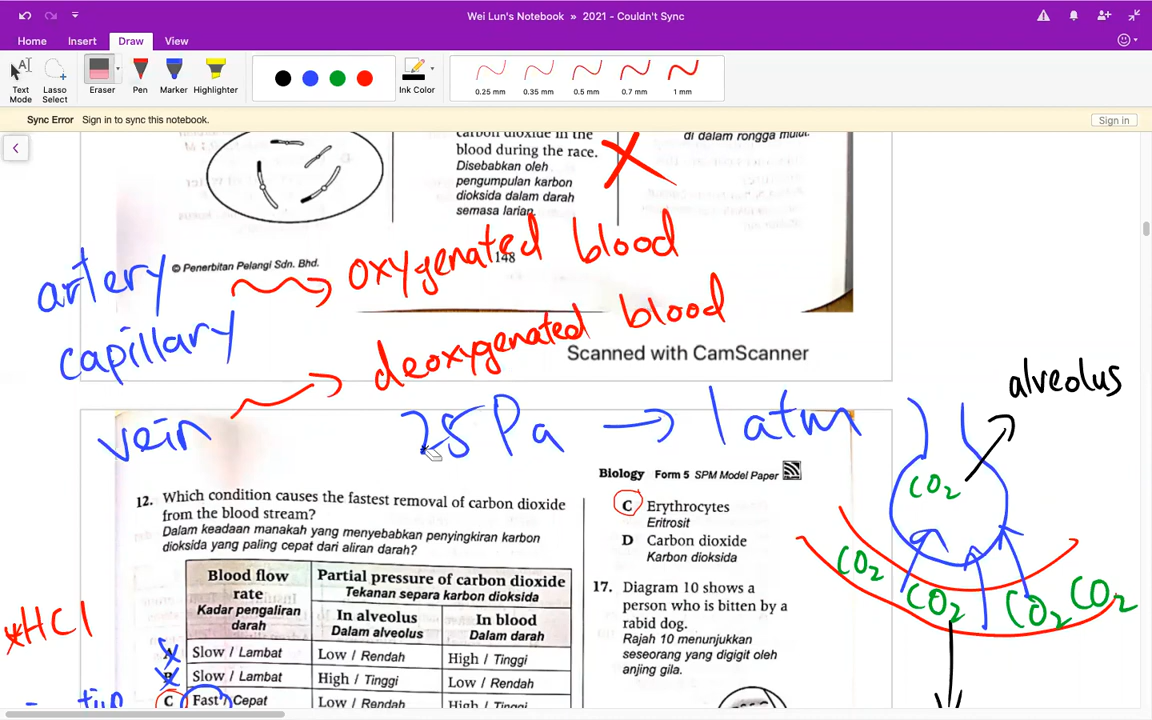 Wei Lun's Notebook » 2021 - Couldn't Sync
Home Insert Draw View
Text Mode
Lasso Select
Eraser
Pen
Marker
Highlighter
Ink Color
0.25 mm
0.35 mm
0.5 mm
0.7 mm
1 mm
Sync Error Sign in to sync this notebook.
Sign in
carbon dioxide in the
blood during the race.
Disebabkan oleh
pengumpulan karbon
dioksida dalam darah
semasa larian.
di dalam rongga mulut.
X
© Penerbitan Pelangi Sdn. Bhd.
148
artery
capillary
vein
oxygenated blood
deoxygenated blood
Scanned with CamScanner
25 Pa → 1 atm
alveolus
CO2
CO2
CO2
CO2
CO2
Biology Form 5 SPM Model Paper
12. Which condition causes the fastest removal of carbon dioxide
from the blood stream?
Dalam keadaan manakah yang menyebabkan penyingkiran karbon
dioksida yang paling cepat dari aliran darah?
Blood flow rate
Kadar pengaliran darah
Partial pressure of carbon dioxide
Tekanan separa karbon dioksida
In alveolus
Dalam alveolus
In blood
Dalam darah
A Slow / Lambat Low / Rendah High / Tinggi
B Slow / Lambat High / Tinggi Low / Rendah
C Fast / Cepat Low / Rendah High / Tinggi
*HCl
C Erythrocytes
Eritrosit
D Carbon dioxide
Karbon dioksida
17. Diagram 10 shows a
person who is bitten by a
rabid dog.
Rajah 10 menunjukkan
seseorang yang digigit oleh
anjing gila.